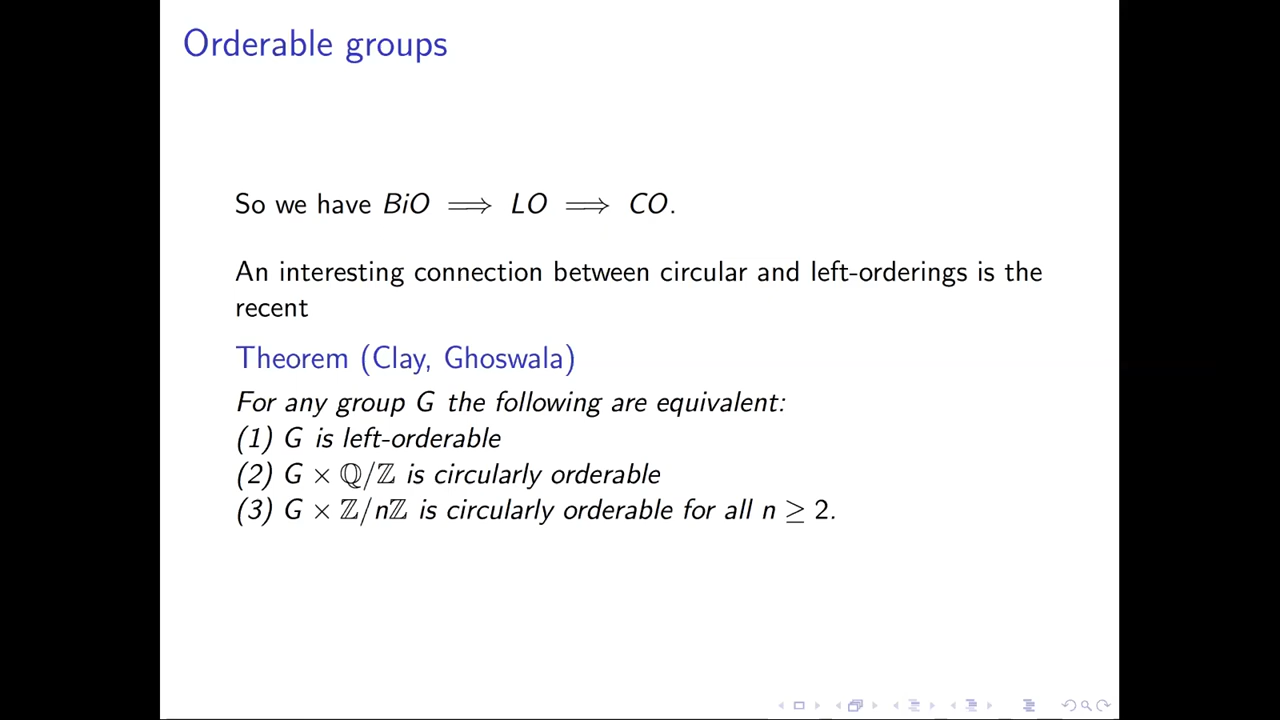 Orderable groups
So we have BiO ⟹ LO ⟹ CO.
An interesting connection between circular and left-orderings is the
recent
Theorem (Clay, Ghoswala)
For any group G the following are equivalent:
(1) G is left-orderable
(2) G × ℚ/ℤ is circularly orderable
(3) G × ℤ/nℤ is circularly orderable for all n ≥ 2.